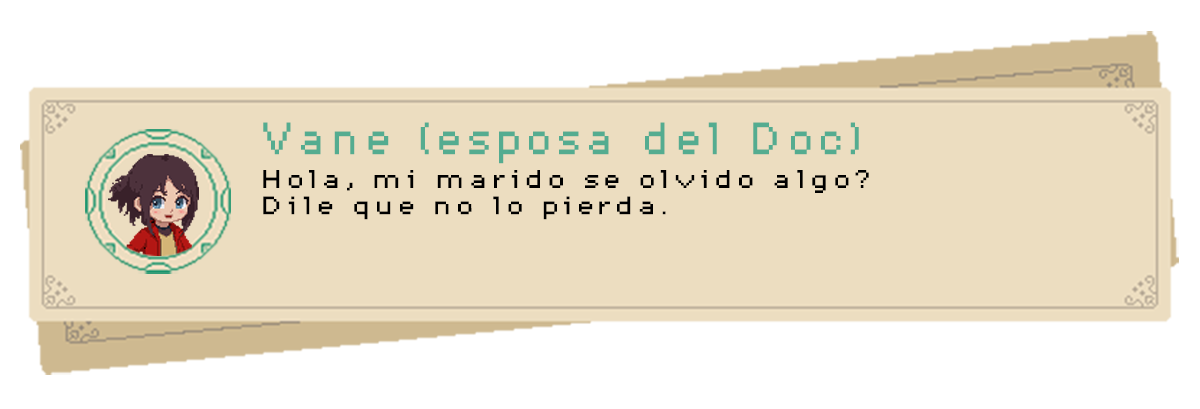 Vane (esposa del Doc)
Hola, mi marido se olvido algo?
Dile que no lo pierda.